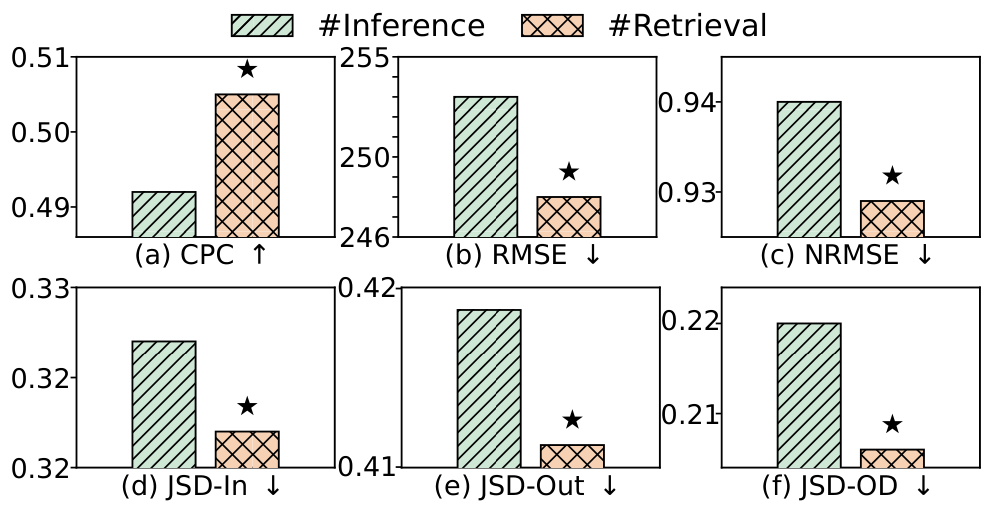 #Inference #Retrieval
0.51
0.50
0.49
(a) CPC ↑
255
250
246
(b) RMSE ↓
0.94
0.93
(c) NRMSE ↓
0.33
0.32
0.32
(d) JSD-In ↓
0.42
0.41
(e) JSD-Out ↓
0.22
0.21
(f) JSD-OD ↓